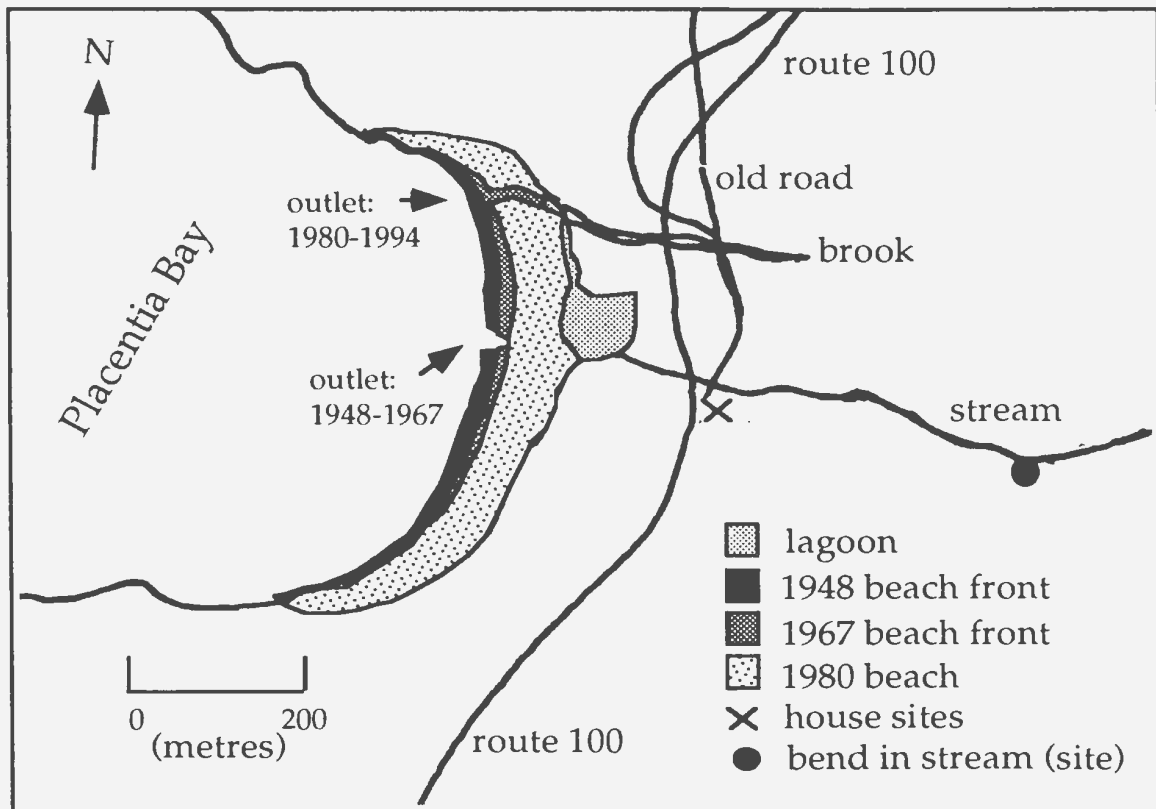 N
route 100
old road
outlet:
1980-1994
brook
Placentia Bay
outlet:
1948-1967
stream
lagoon
1948 beach front
1967 beach front
1980 beach
0 200
(metres)
house sites
route 100
bend in stream (site)